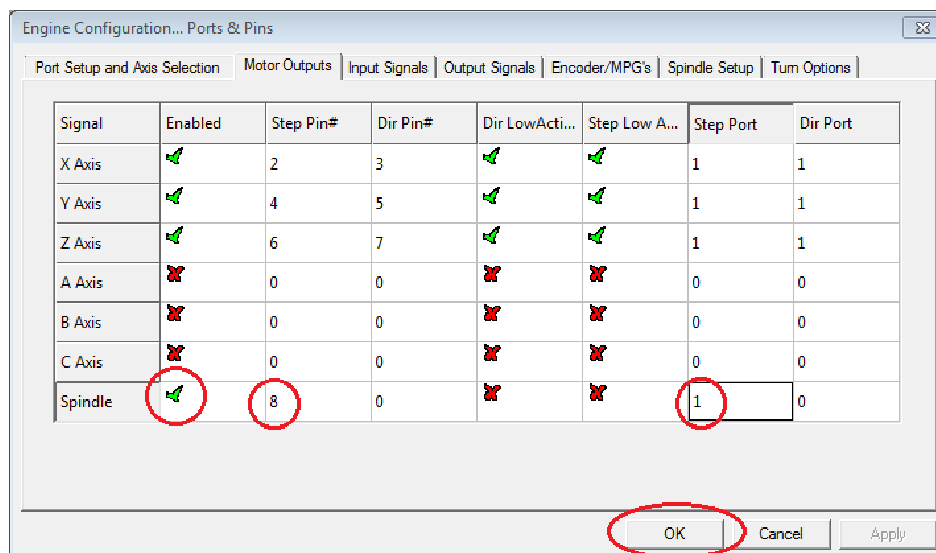 Engine Configuration... Ports & Pins
Port Setup and Axis Selection Motor Outputs Input Signals Output Signals Encoder/MPG's Spindle Setup Turn Options
Signal Enabled Step Pin# Dir Pin# Dir LowActi... Step Low A... Step Port Dir Port
X Axis 2 3 1 1
Y Axis 4 5 1 1
Z Axis 6 7 1 1
A Axis 0 0 0 0
B Axis 0 0 0 0
C Axis 0 0 0 0
Spindle 8 0 1 0
OK Cancel Apply